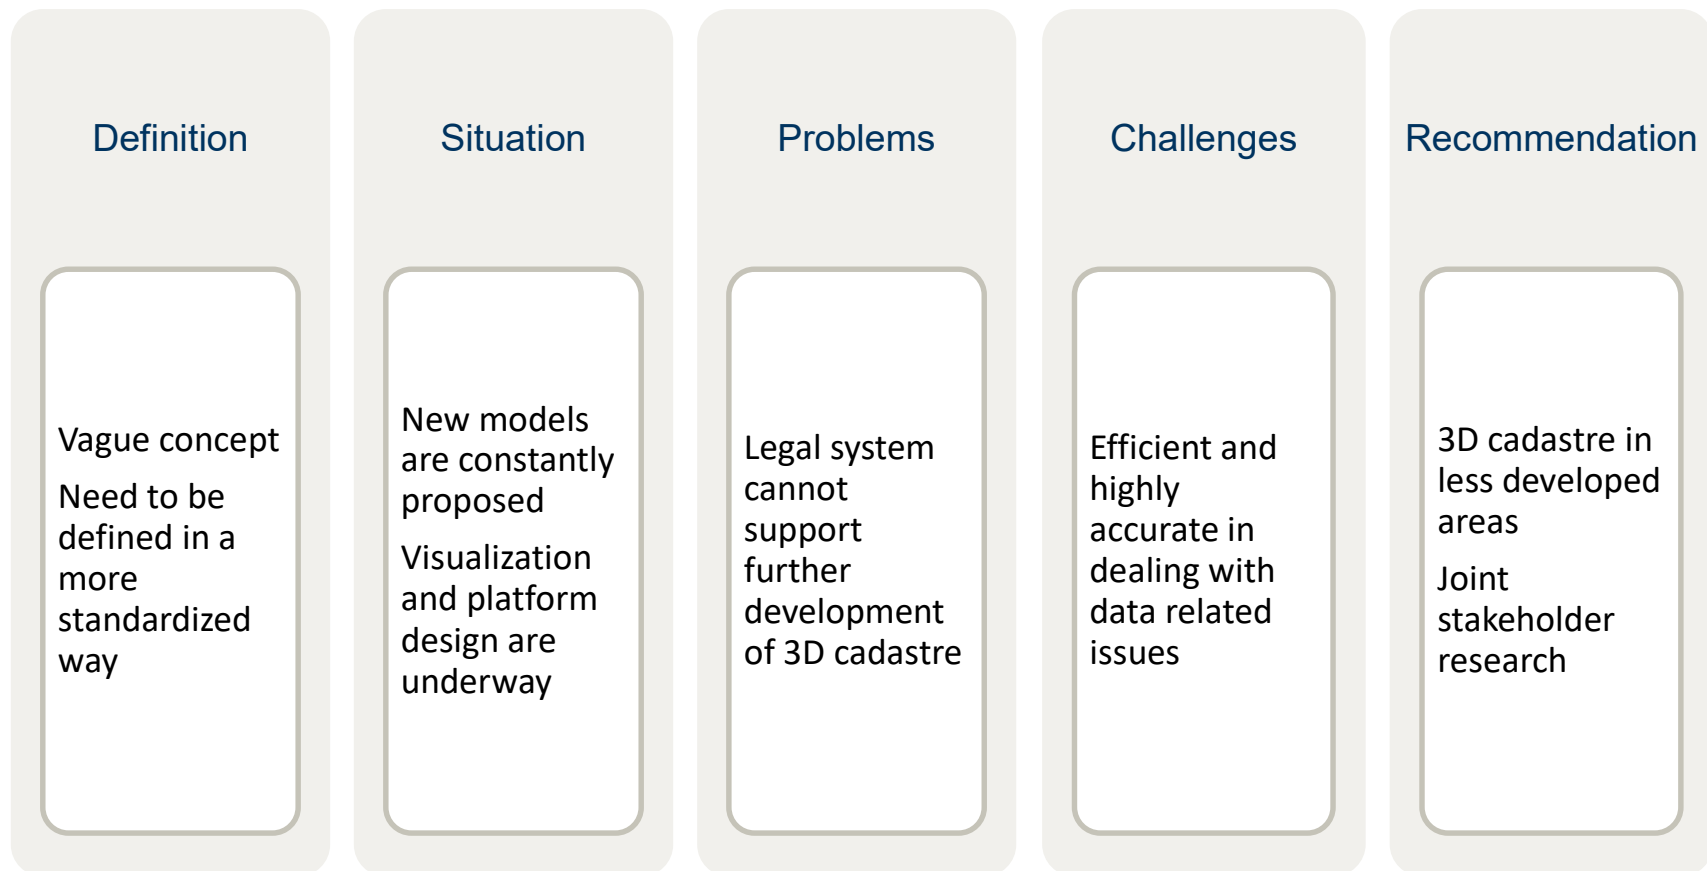 Definition
Vague concept
Need to be
defined in a
more
standardized
way
Situation
New models
are constantly
proposed
Visualization
and platform
design are
underway
Problems
Legal system
cannot
support
further
development
of 3D cadastre
Challenges
Efficient and
highly
accurate in
dealing with
data related
issues
Recommendation
3D cadastre in
less developed
areas
Joint
stakeholder
research